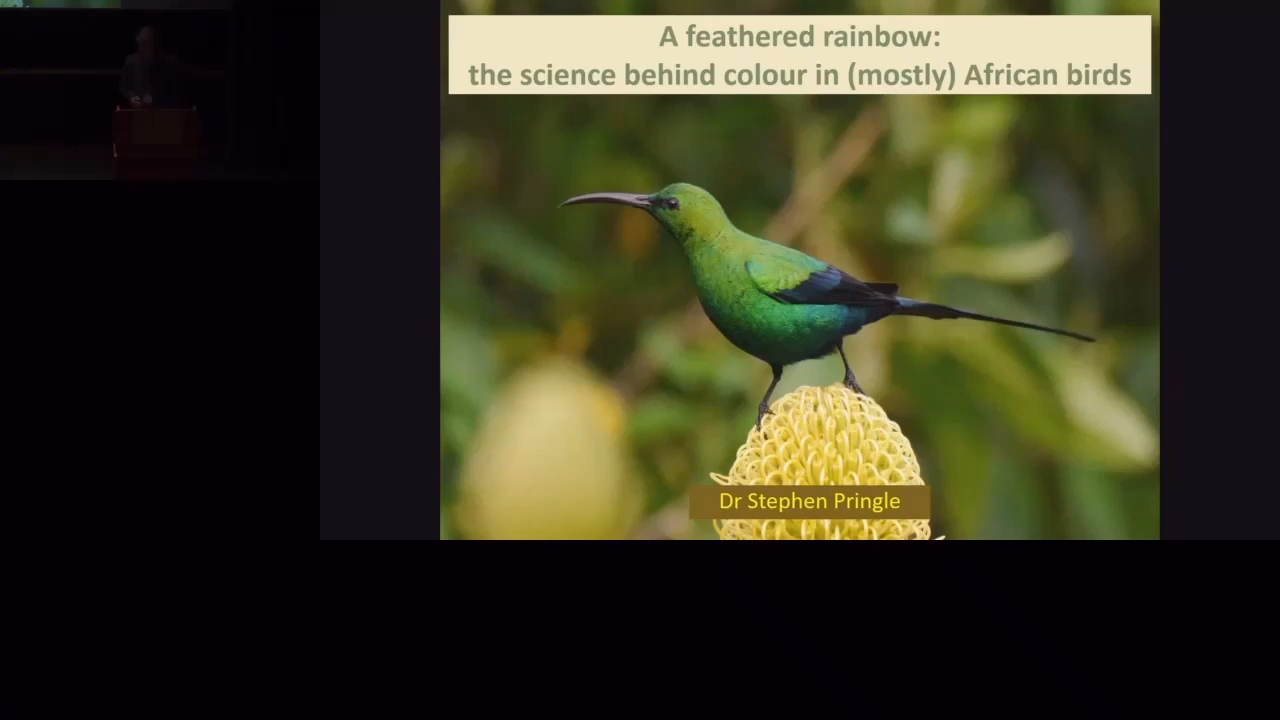 A feathered rainbow:
the science behind colour in (mostly) African birds
Dr Stephen Pringle